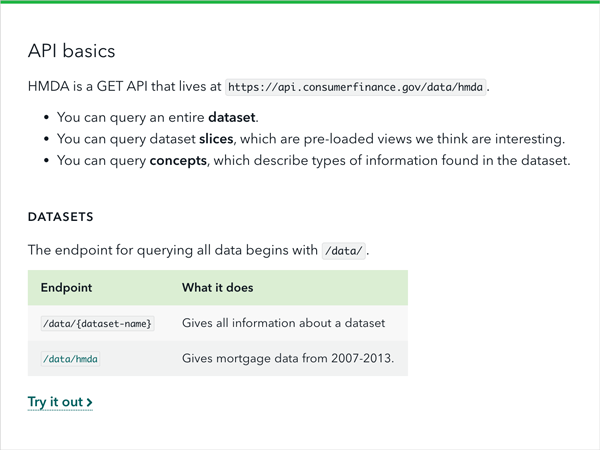 API basics
HMDA is a GET API that lives at https://api.consumerfinance.gov/data/hmda.
• You can query an entire dataset.
• You can query dataset slices, which are pre-loaded views we think are interesting.
• You can query concepts, which describe types of information found in the dataset.
DATASETS
The endpoint for querying all data begins with /data/.
Endpoint What it does
/data/{dataset-name} Gives all information about a dataset
/data/hmda Gives mortgage data from 2007-2013.
Try it out >